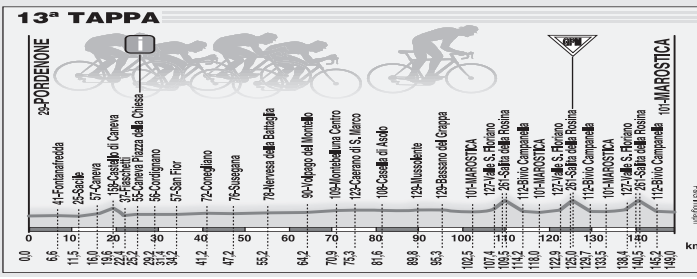 13ª TAPPA
i
GPM
29-PORDENONE
41-Fontanafredda
25-Sacile
57-Caneva
158-Castello di Caneva
37-Fiaschetti
55-Caneva Piazza della Chiesa
56-Cordignano
57-San Fior
72-Conegliano
76-Susegana
78-Nervesa della Battaglia
90-Volpago del Montello
109-Montebelluna Centro
123-Caerano di S. Marco
108-Casella di Asolo
129-Mussolente
129-Bassano del Grappa
101-MAROSTICA
127-Valle S. Floriano
261-Salita della Rosina
112-Bivio Campanella
101-MAROSTICA
127-Valle S. Floriano
261-Salita della Rosina
112-Bivio Campanella
101-MAROSTICA
127-Valle S. Floriano
261-Salita della Rosina
112-Bivio Campanella
101-MAROSTICA
0 10 20 30 40 50 60 70 80 90 100 110 120 130 140
km
0,0 6,6 11,5 16,0 19,6 22,4 25,2 29,2 31,4 34,2 41,2 47,2 55,2 64,2 70,9 75,3 81,6 89,8 95,3 102,5 107,4 109,5 114,2 118,0 122,9 125,0 129,7 133,5 138,4 140,5 145,2 149,0